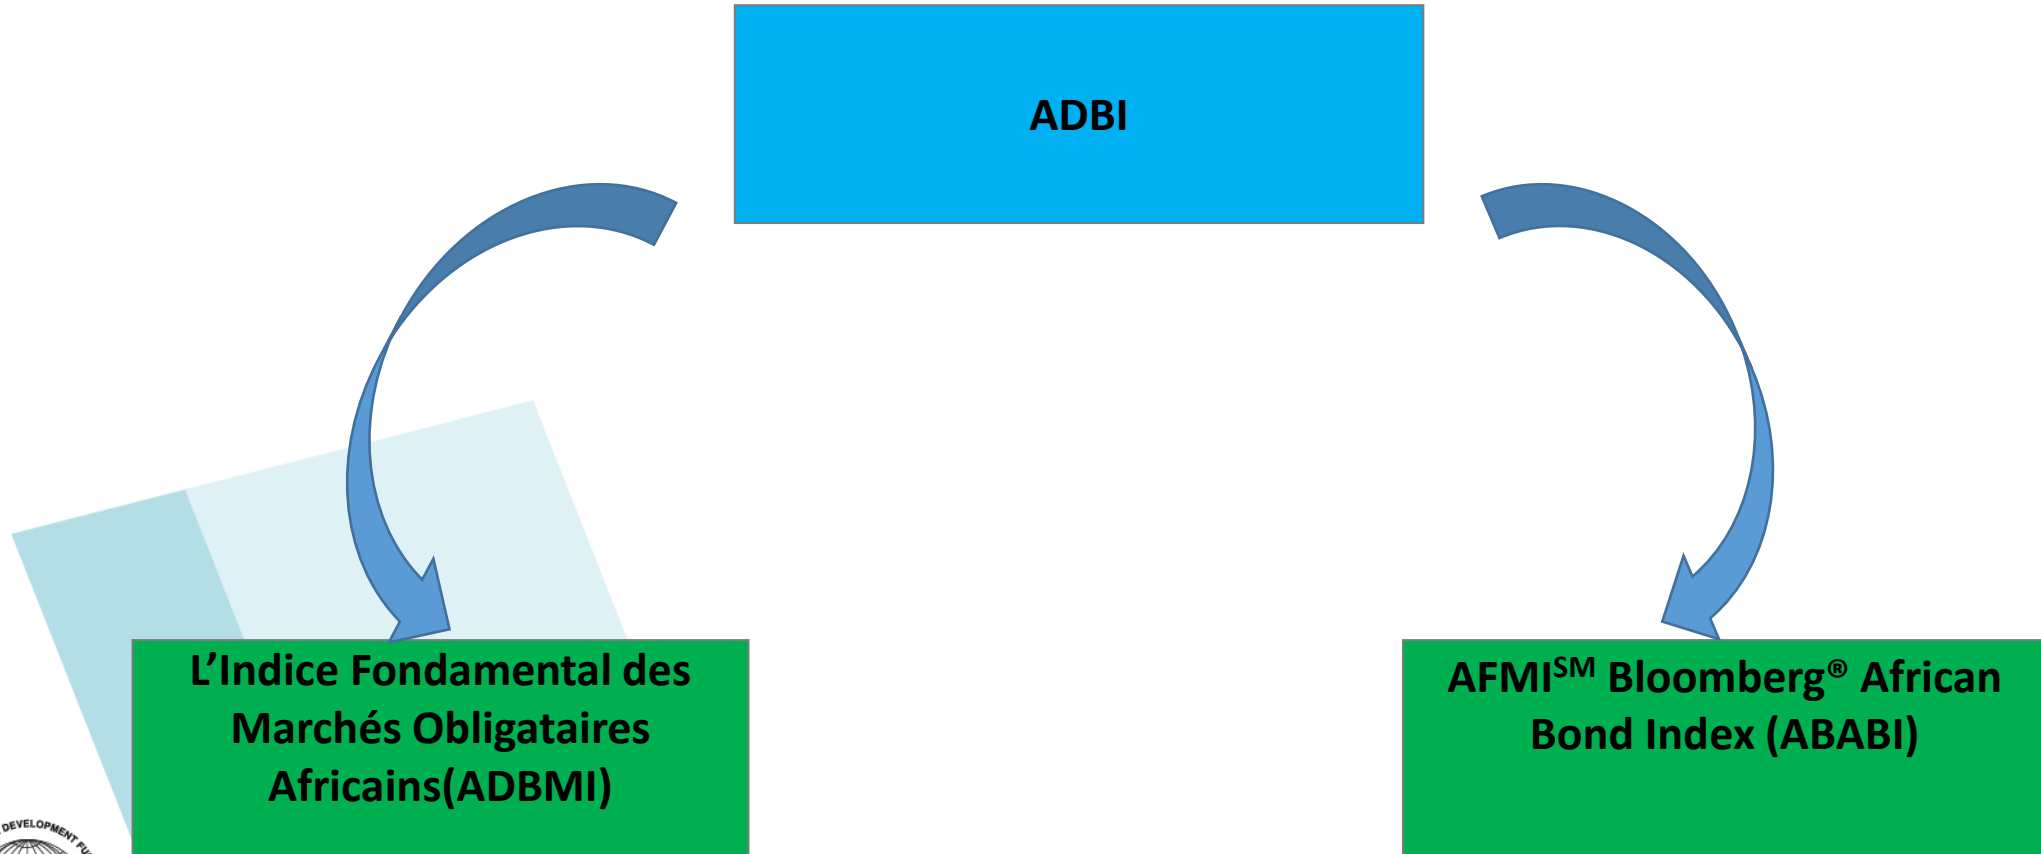 ADBI
L’Indice Fondamental des
Marchés Obligataires
Africains(ADBMI)
AFMISM Bloomberg® African
Bond Index (ABABI)
DEVELOPMENT